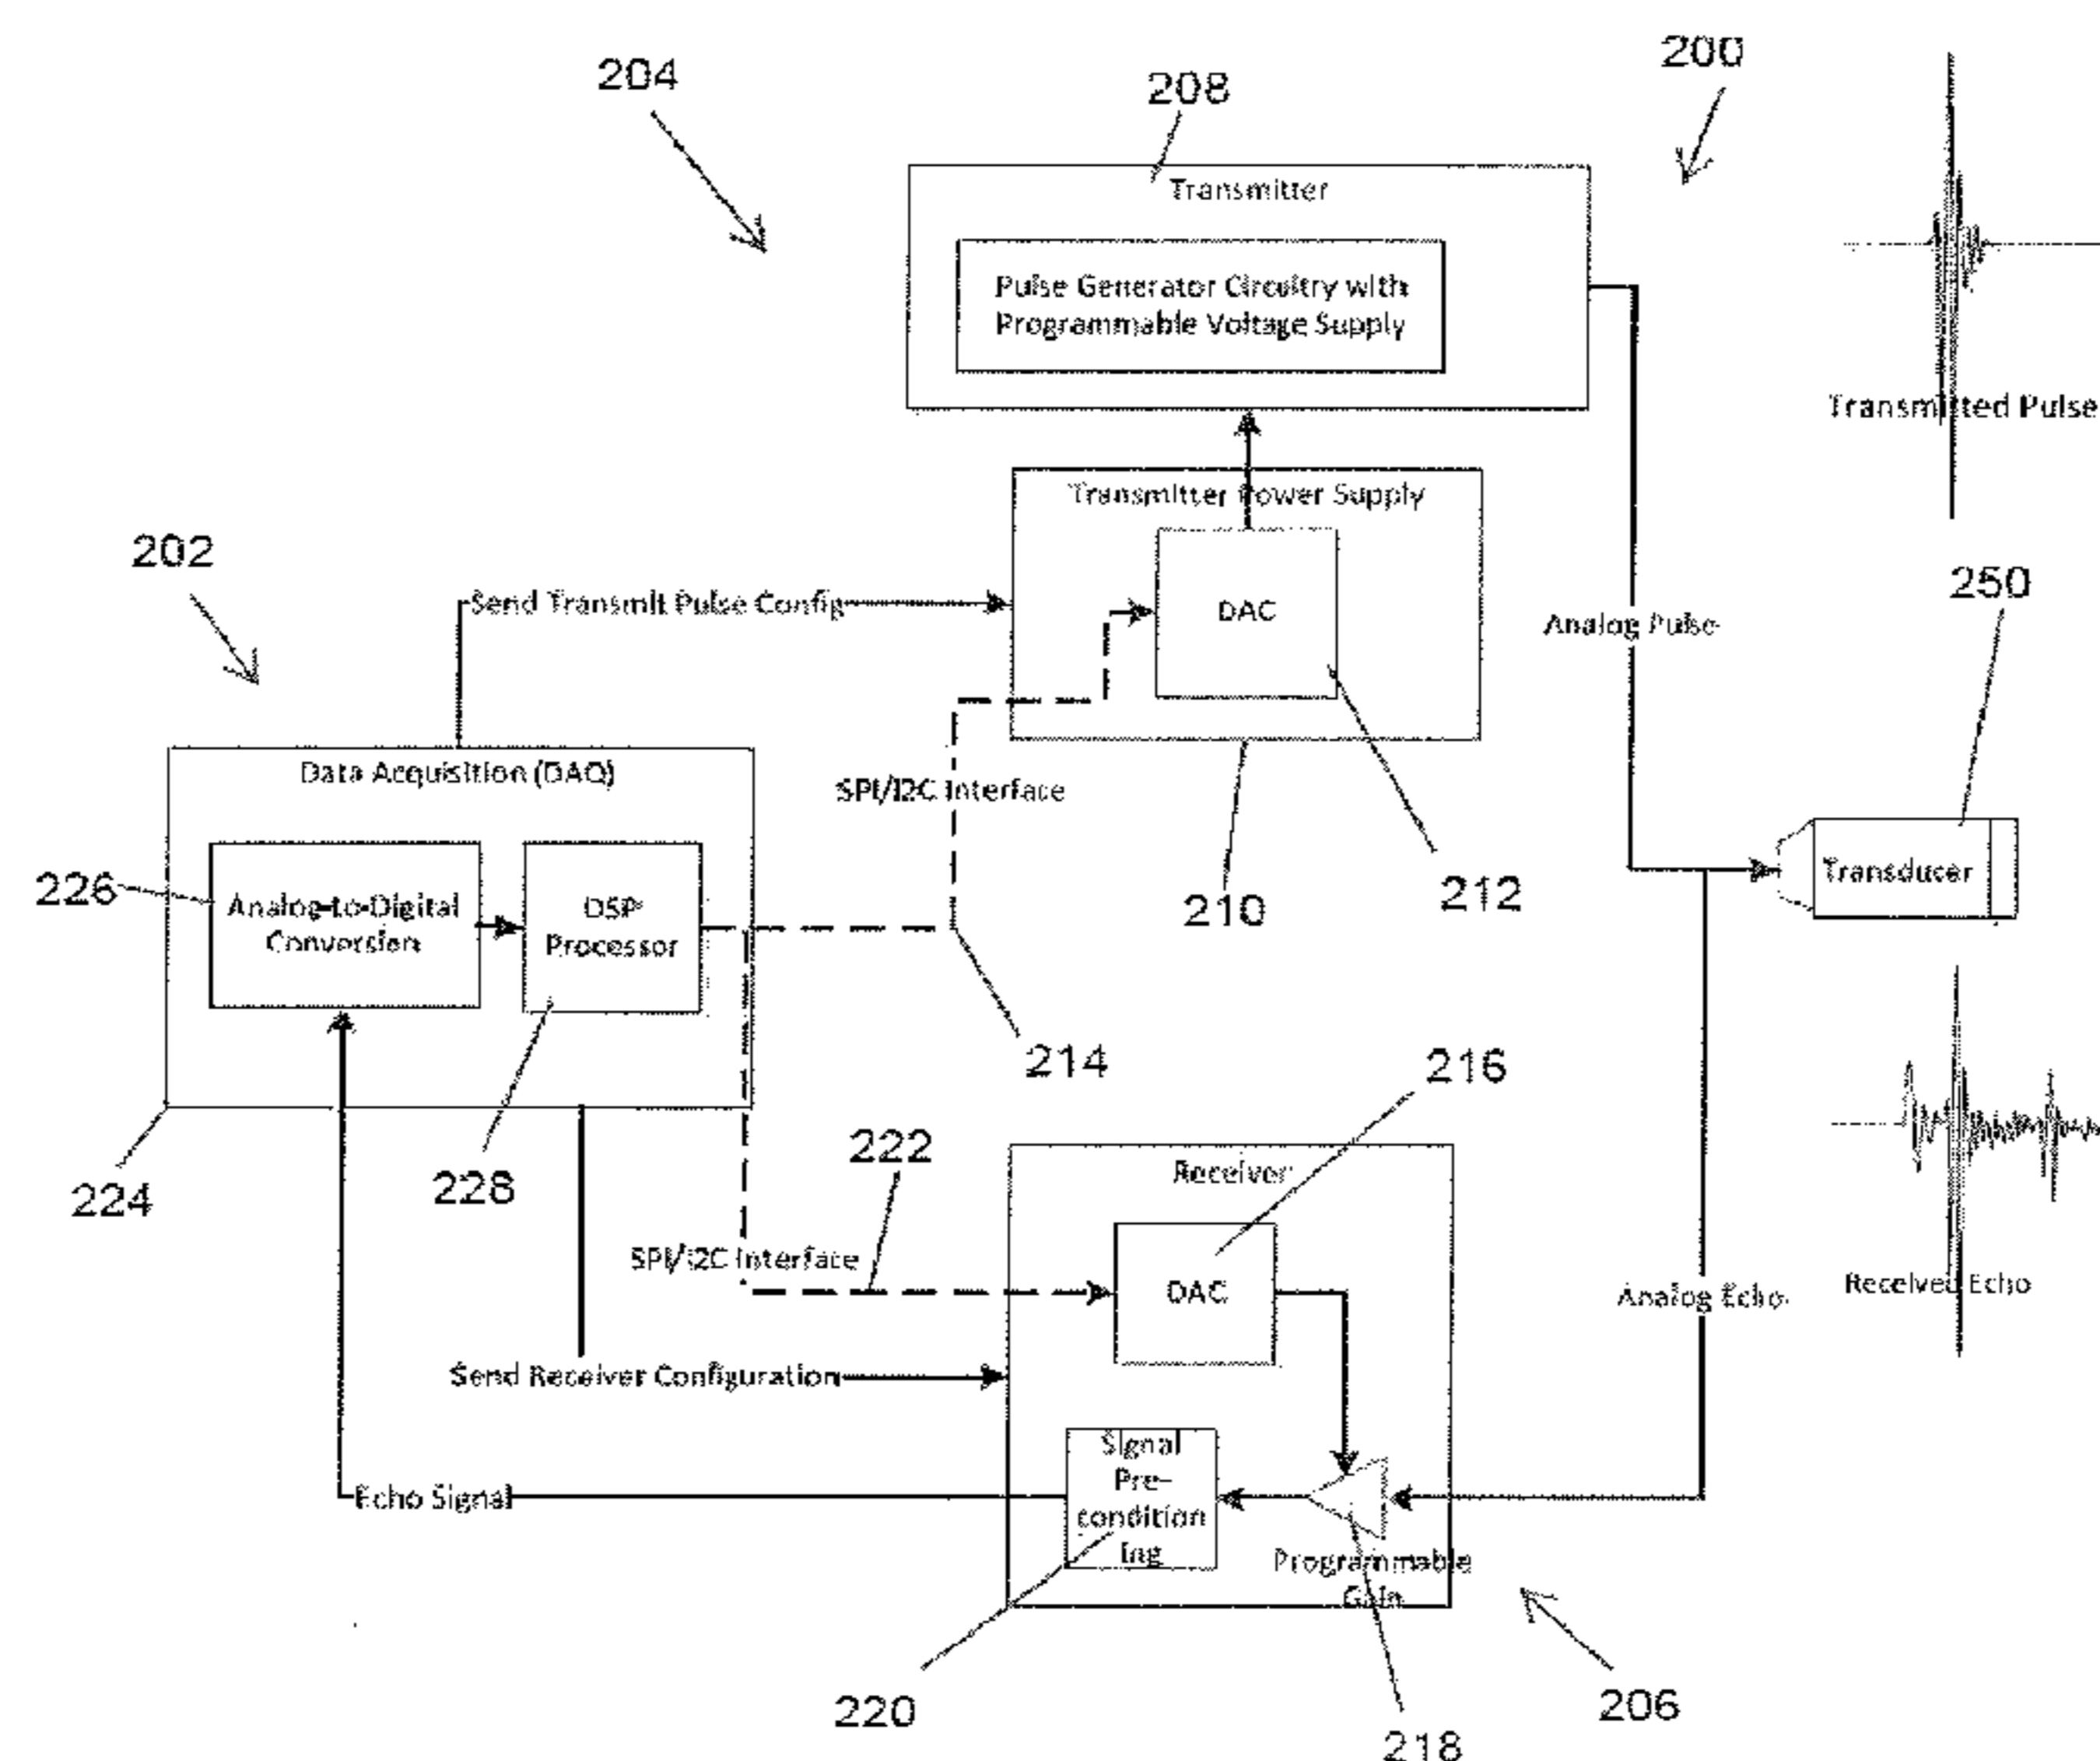 200
204
208
Transmitter
Pulse Generator Circuitry with
Programmable Voltage Supply
Transmitted Pulse
Transmitter Power Supply
202
250
Send Transmit Pulse Config
DAC
Analog Pulse
Data Acquisition (DAQ)
SPI/I2C Interface
226
Analog-to-Digital
Conversion
DSP
Processor
210
212
Transducer
214
216
224
228
222
Receiver
SPI/I2C Interface
DAC
Analog Echo
Received Echo
Send Receiver Configuration
Signal
Pre-
condition
ing
Echo Signal
Programmable
Gain
220
218
206